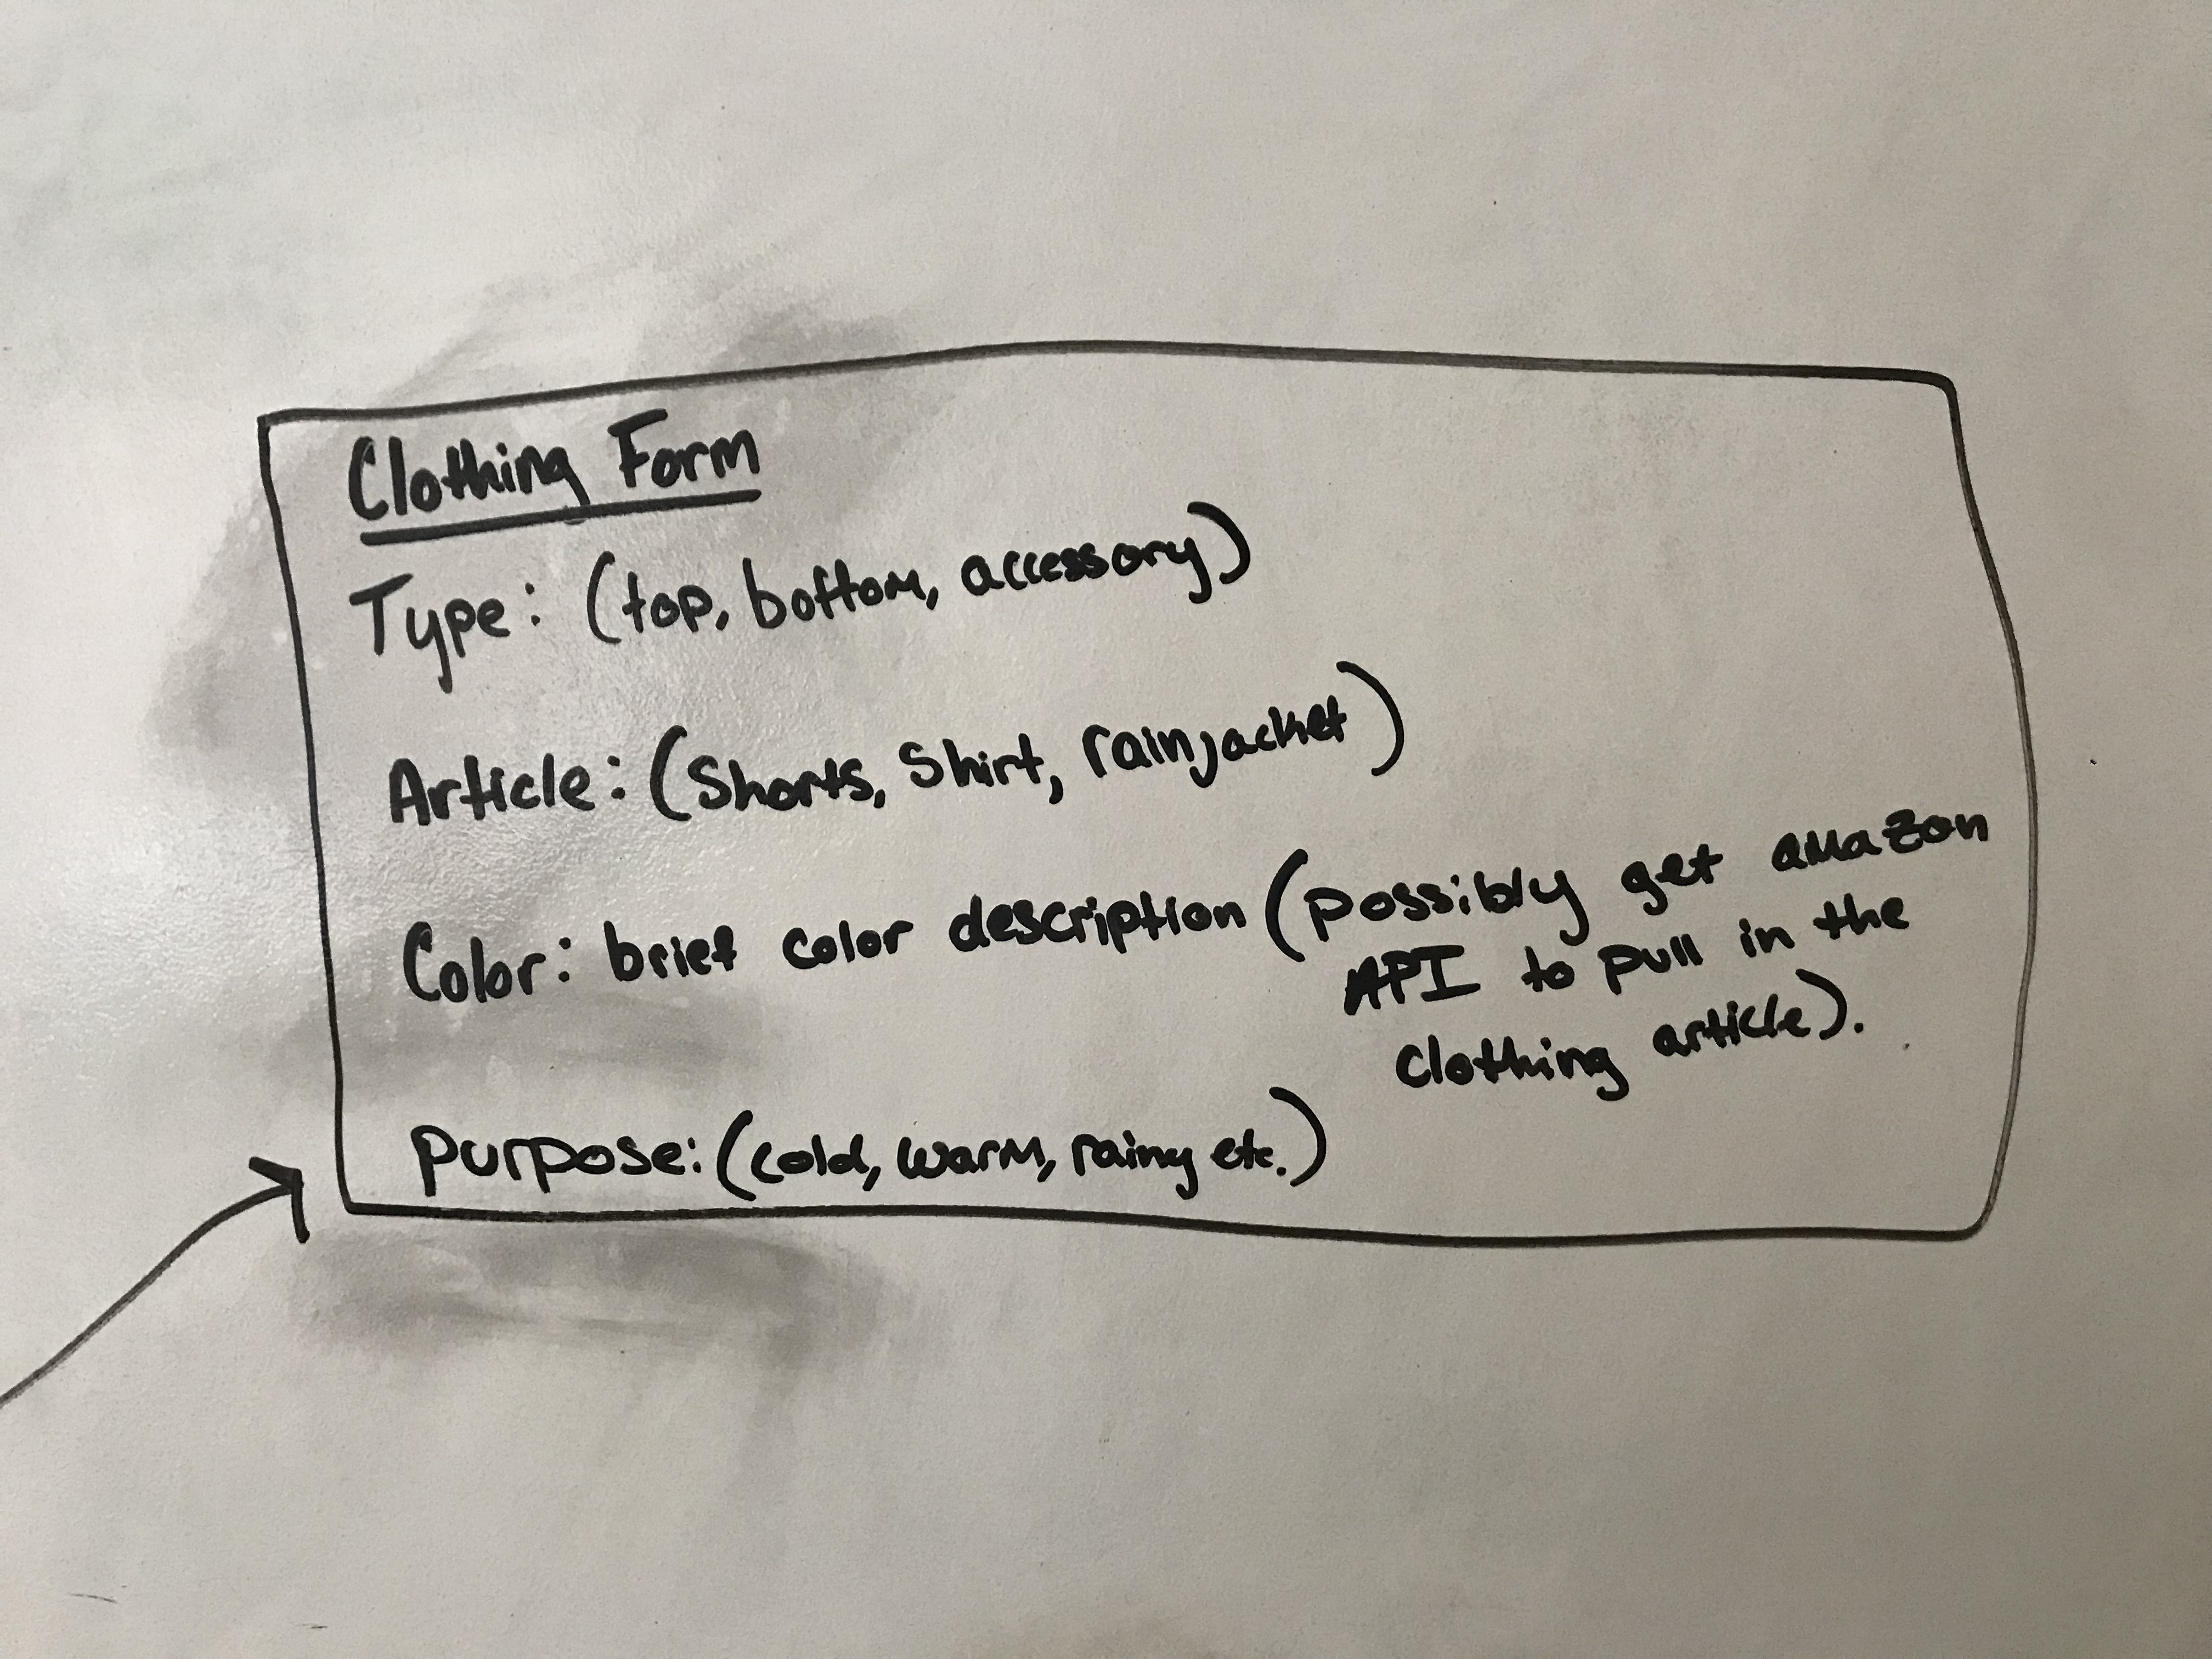 Clothing Form
Type: (top, bottom, accessory)
Article: (Shorts, Shirt, rainjacket)
Color: brief color description (possibly get amazon
API to pull in the
clothing article).
Purpose: (cold, warm, rainy etc.)